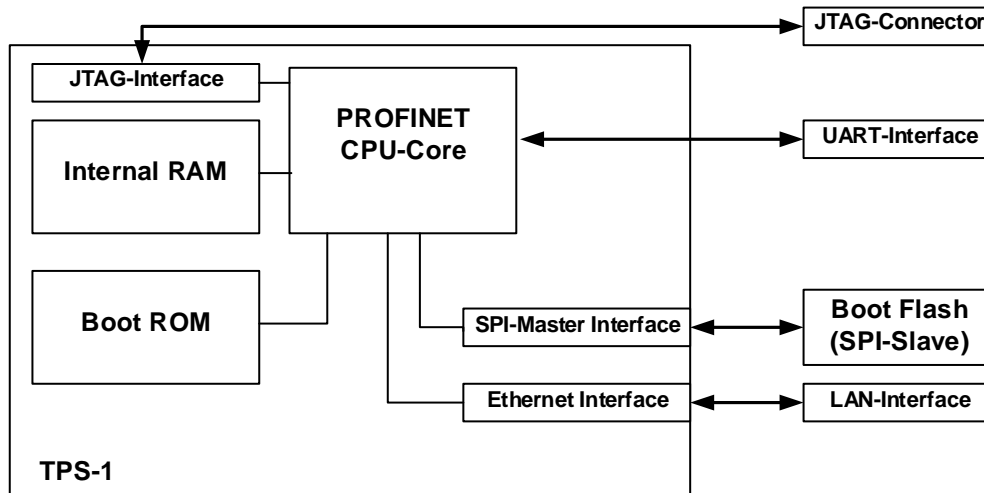 JTAG-Connector
JTAG-Interface
PROFINET
CPU-Core
UART-Interface
Internal RAM
Boot ROM
SPI-Master Interface
Boot Flash
(SPI-Slave)
Ethernet Interface
LAN-Interface
TPS-1